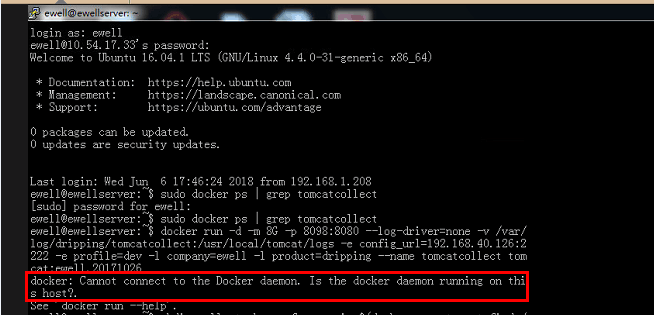 ewell@ewellserver: ~
login as: ewell
ewell@10.54.17.33's password:
Welcome to Ubuntu 16.04.1 LTS (GNU/Linux 4.4.0-31-generic x86_64)
* Documentation:  https://help.ubuntu.com
* Management:     https://landscape.canonical.com
* Support:        https://ubuntu.com/advantage
0 packages can be updated.
0 updates are security updates.
Last login: Wed Jun  6 17:46:24 2018 from 192.168.1.208
ewell@ewellserver:~$ sudo docker ps | grep tomcatcollect
[sudo] password for ewell:
ewell@ewellserver:~$ sudo docker ps | grep tomcatcollect
ewell@ewellserver:~$ docker run -d -m 8G -p 8098:8080 --log-driver=none -v /var/
log/dripping/tomcatcollect:/usr/local/tomcat/logs -e config_url=192.168.40.126:2
222 -e profile=dev -l company=ewell -l product=dripping --name tomcatcollect tom
cat:ewell.20171026
docker: Cannot connect to the Docker daemon. Is the docker daemon running on thi
s host?.
See 'docker run --help'.